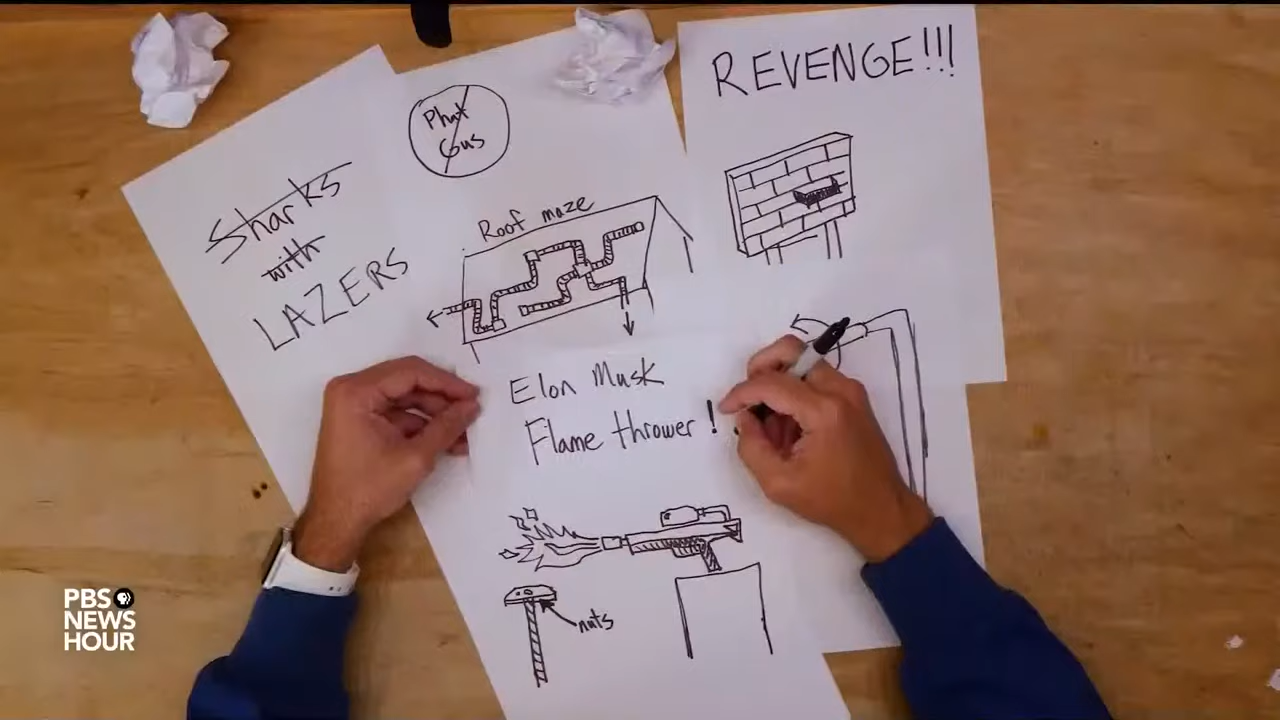 Sharks
with
LAZERS
Phat
Gus
Roof maze
REVENGE!!!
Elon Musk
Flame thrower !
nuts
PBS
NEWS
HOUR